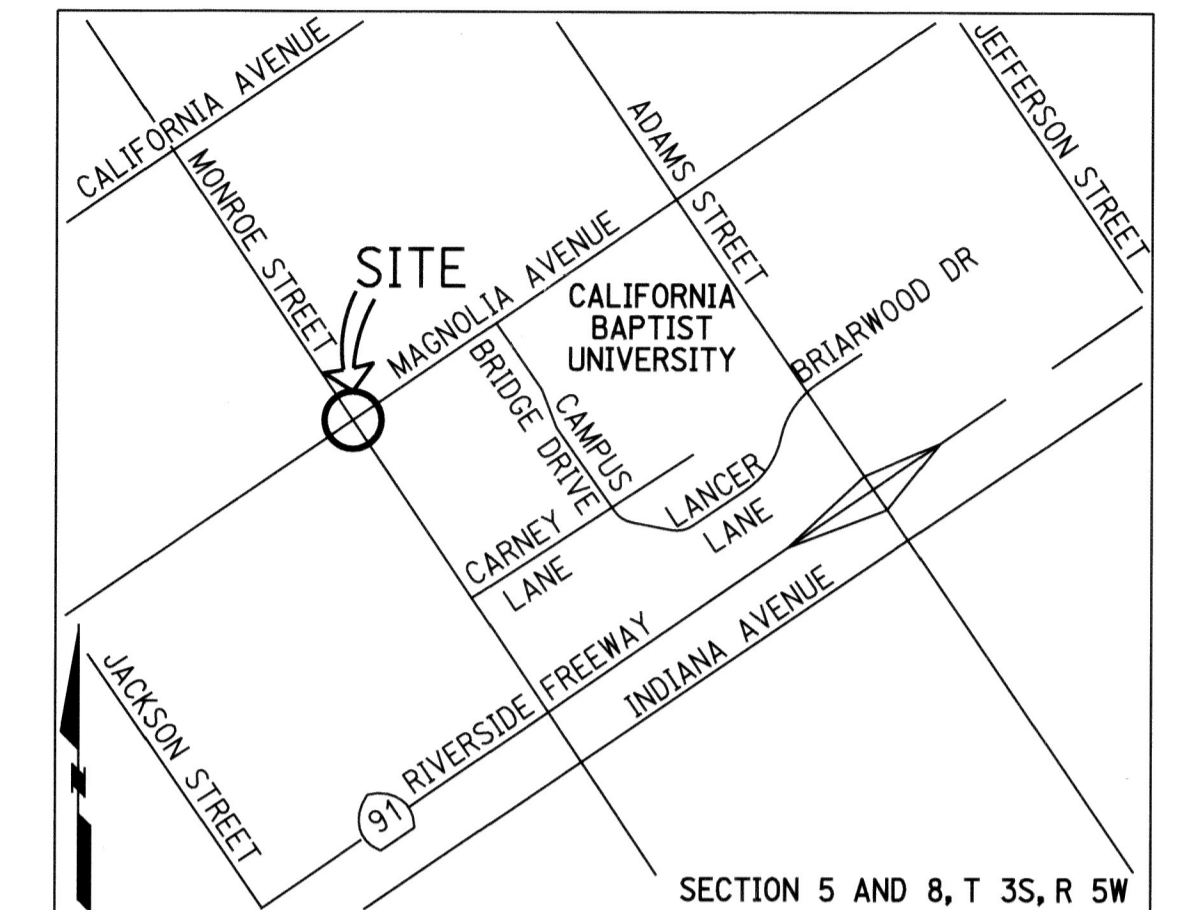 CALIFORNIA AVENUE
MONROE STREET
ADAMS STREET
JEFFERSON STREET
SITE
MAGNOLIA AVENUE
CALIFORNIA
BAPTIST
UNIVERSITY
BRIARWOOD DR
BRIDGE DRIVE
CAMPUS
LANCER
LANE
CARNEY
LANE
RIVERSIDE FREEWAY
INDIANA AVENUE
JACKSON STREET
N
91
SECTION 5 AND 8, T 3S, R 5W